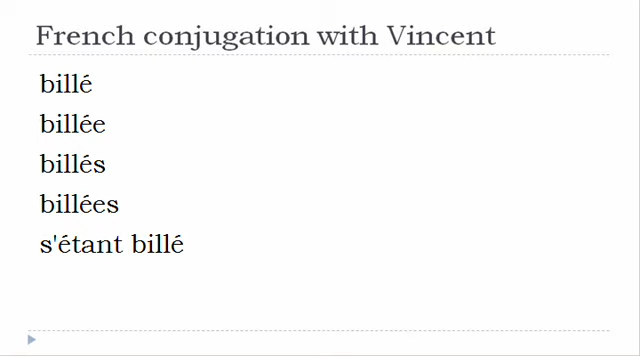 French conjugation with Vincent
billé
billée
billés
billées
s'étant billé